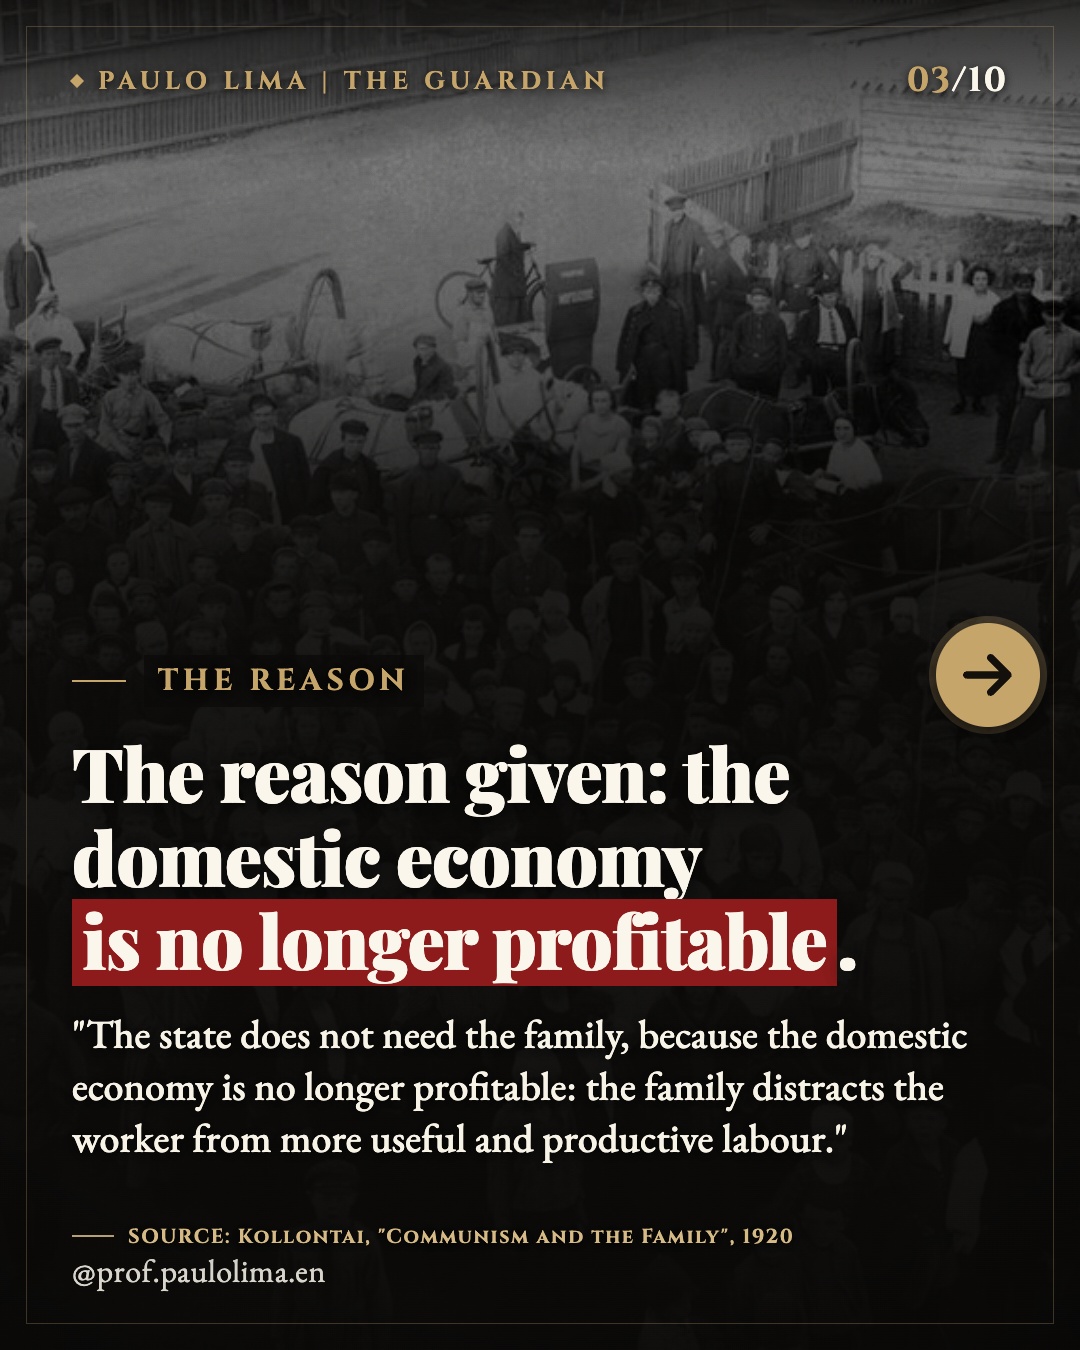 ◆ PAULO LIMA | THE GUARDIAN
03/10
THE REASON
The reason given: the
domestic economy
is no longer profitable.
"The state does not need the family, because the domestic
economy is no longer profitable: the family distracts the
worker from more useful and productive labour."
SOURCE: Kollontai, "Communism and the Family", 1920
@prof.paulolima.en